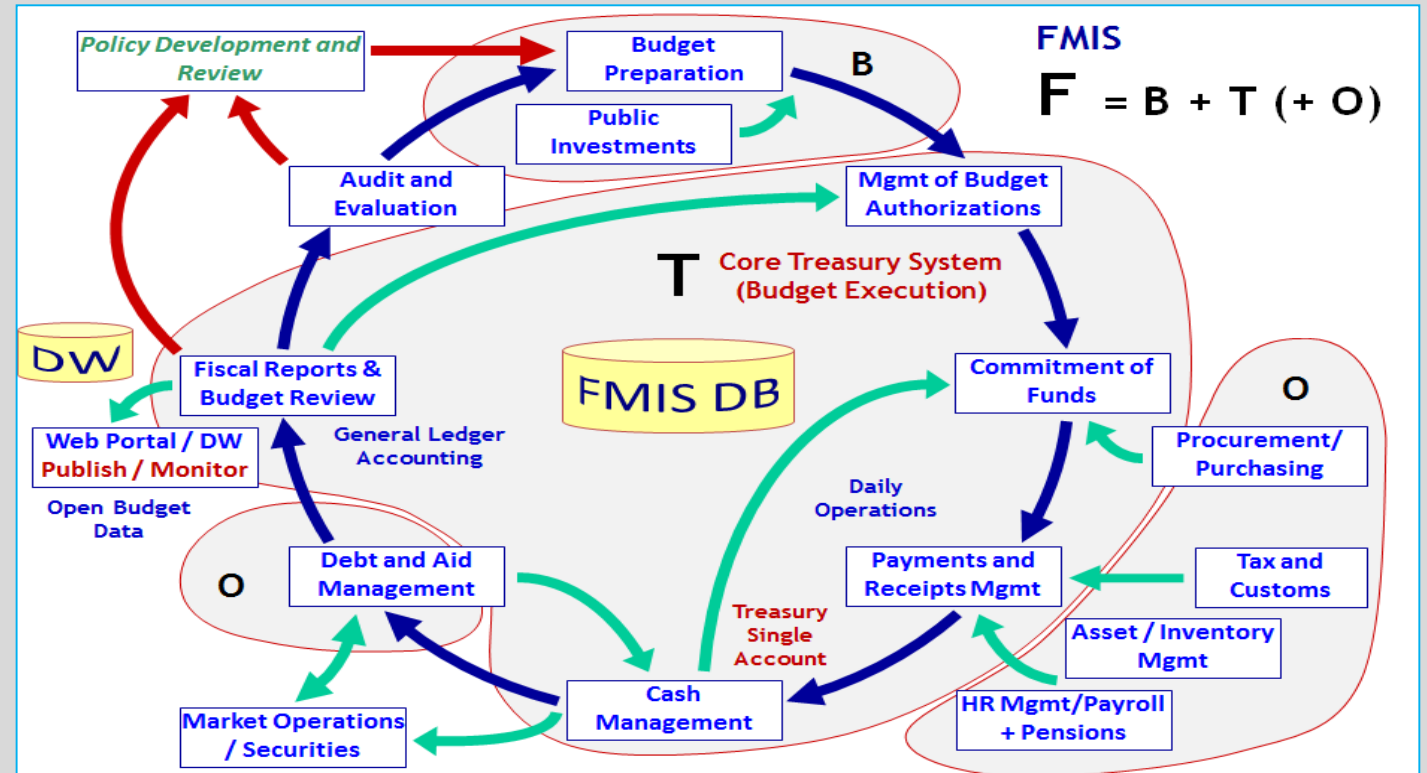 Policy Development and
Review
Budget
Preparation
B
FMIS
F = B + T (+ O)
Public
Investments
Audit and
Evaluation
Mgmt of Budget
Authorizations
T
Core Treasury System
(Budget Execution)
DW
Fiscal Reports &
Budget Review
FMIS DB
Commitment of
Funds
O
Web Portal / DW
Publish / Monitor
General Ledger
Accounting
Procurement/
Purchasing
Open Budget
Data
Daily
Operations
O
Debt and Aid
Management
Payments and
Receipts Mgmt
Tax and
Customs
Treasury
Single
Account
Asset / Inventory
Mgmt
Market Operations
/ Securities
Cash
Management
HR Mgmt/Payroll
+ Pensions